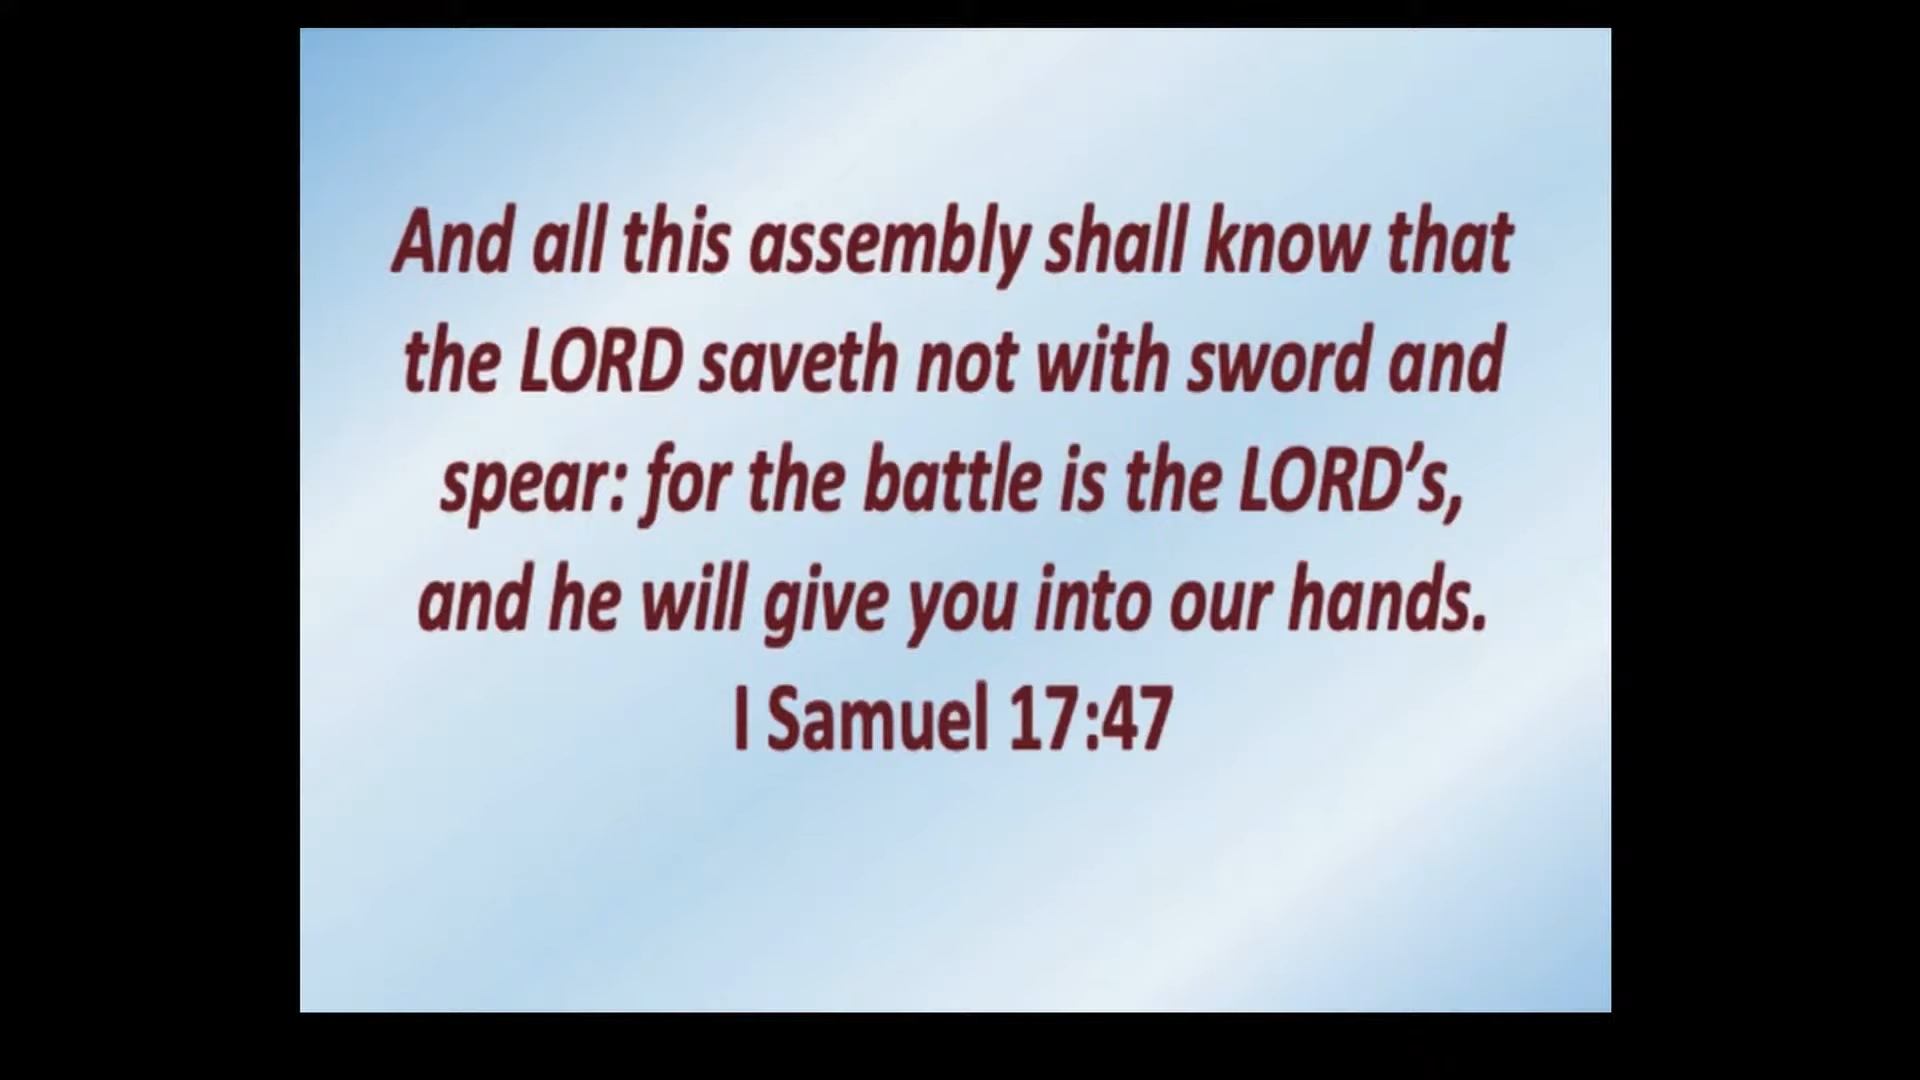 And all this assembly shall know that
the LORD saveth not with sword and
spear: for the battle is the LORD’s,
and he will give you into our hands.
I Samuel 17:47